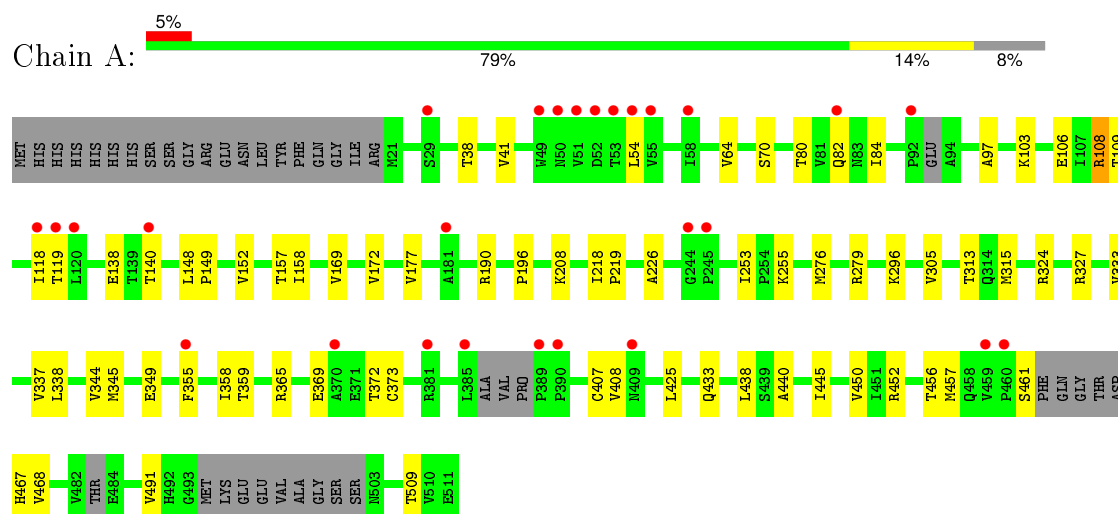 5%
Chain A:
79% 14% 8%
MET HIS HIS HIS HIS HIS HIS SER SER GLY ARG GLU ASN LEU TYR PHE GLN GLY ILE ARG M21 S29 T38 V41 W49 N50 V51 D52 T53 L54 V55 I58 V64 S70 T80 V81 Q82 N83 I84 P92 GLU A94 A97 K103 E106 I107 R108 T109
I118 T119 L120 E138 T139 T140 L148 P149 V152 T157 I158 V169 V172 V177 A181 R190 P196 K208 I218 P219 A226 G244 P245 I253 P254 K255 M276 R279 K296 V305 T313 Q314 M315 R324 R327 V333
V337 L338 V344 M345 E349 F355 I358 T359 R365 E369 A370 E371 T372 C373 R381 L385 ALA VAL PRO P389 P390 C407 V408 N409 L425 Q433 L438 S439 A440 I445 V450 I451 R452 T456 M457 Q458 V459 P460 S461 PHE GLN GLY THR ASP
H467 V468 V482 THR E484 V491 H492 G493 MET LYS GLU GLU VAL ALA GLY SER SER N503 T509 V510 E511